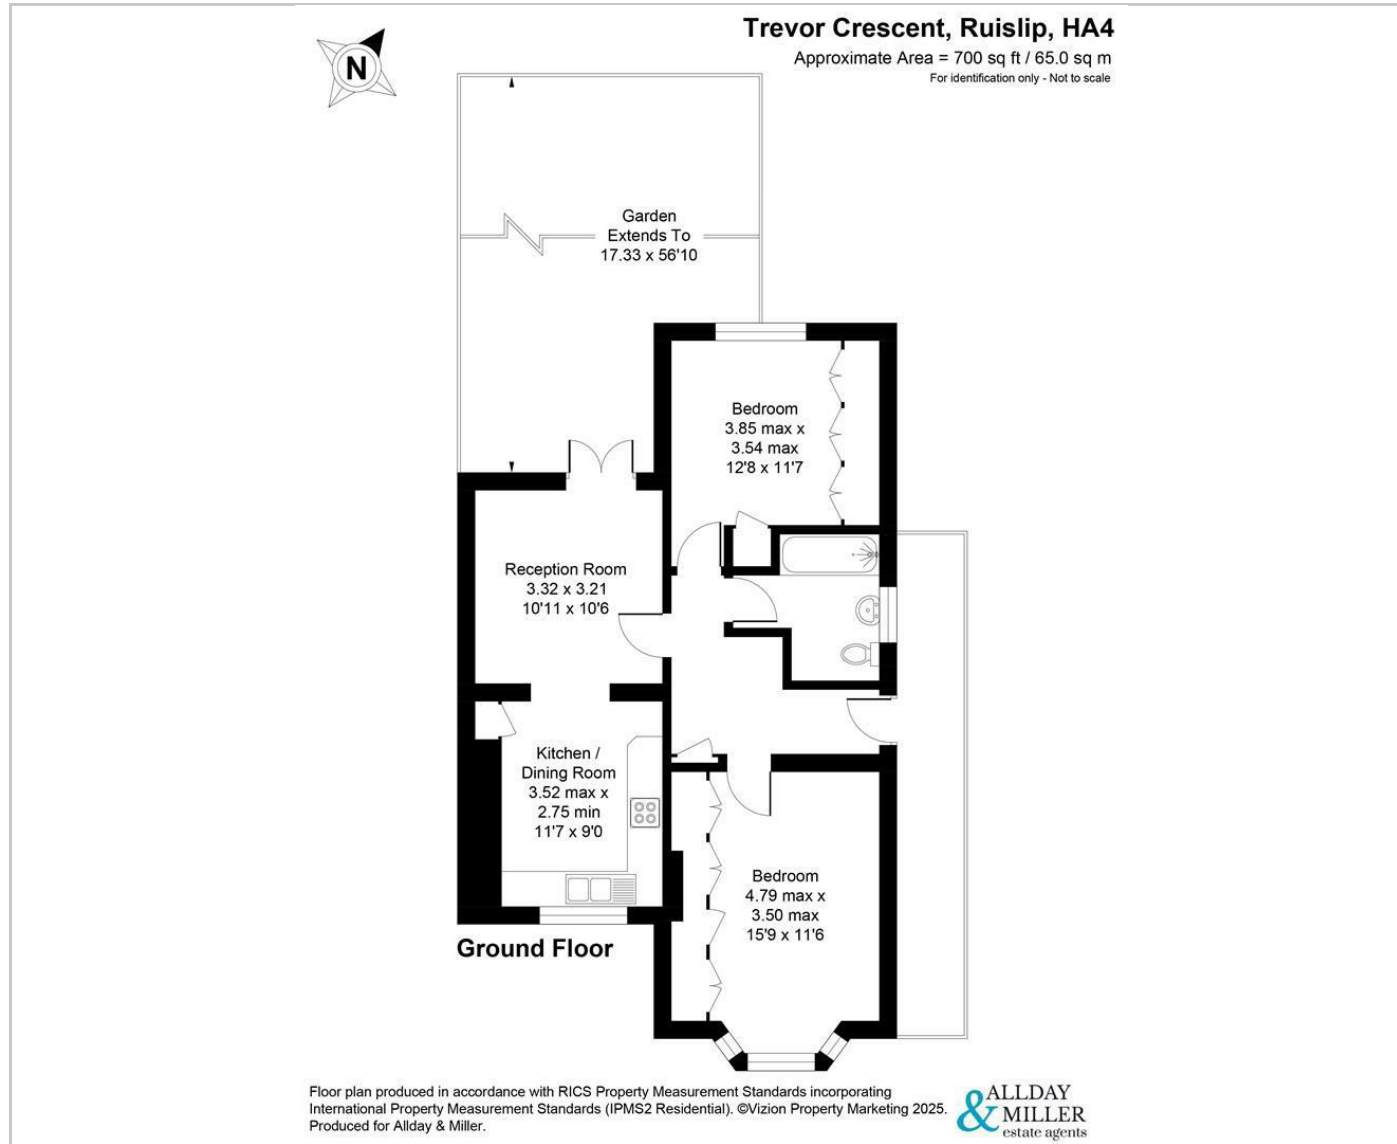 Trevor Crescent, Ruislip, HA4
Approximate Area = 700 sq ft / 65.0 sq m
For identification only - Not to scale
N
Garden
Extends To
17.33 x 56'10
Bedroom
3.85 max x
3.54 max
12'8 x 11'7
Reception Room
3.32 x 3.21
10'11 x 10'6
Kitchen /
Dining Room
3.52 max x
2.75 min
11'7 x 9'0
Bedroom
4.79 max x
3.50 max
15'9 x 11'6
Ground Floor
Floor plan produced in accordance with RICS Property Measurement Standards incorporating
International Property Measurement Standards (IPMS2 Residential). ©Vizion Property Marketing 2025.
Produced for Allday & Miller.
ALLDAY
& MILLER
estate agents